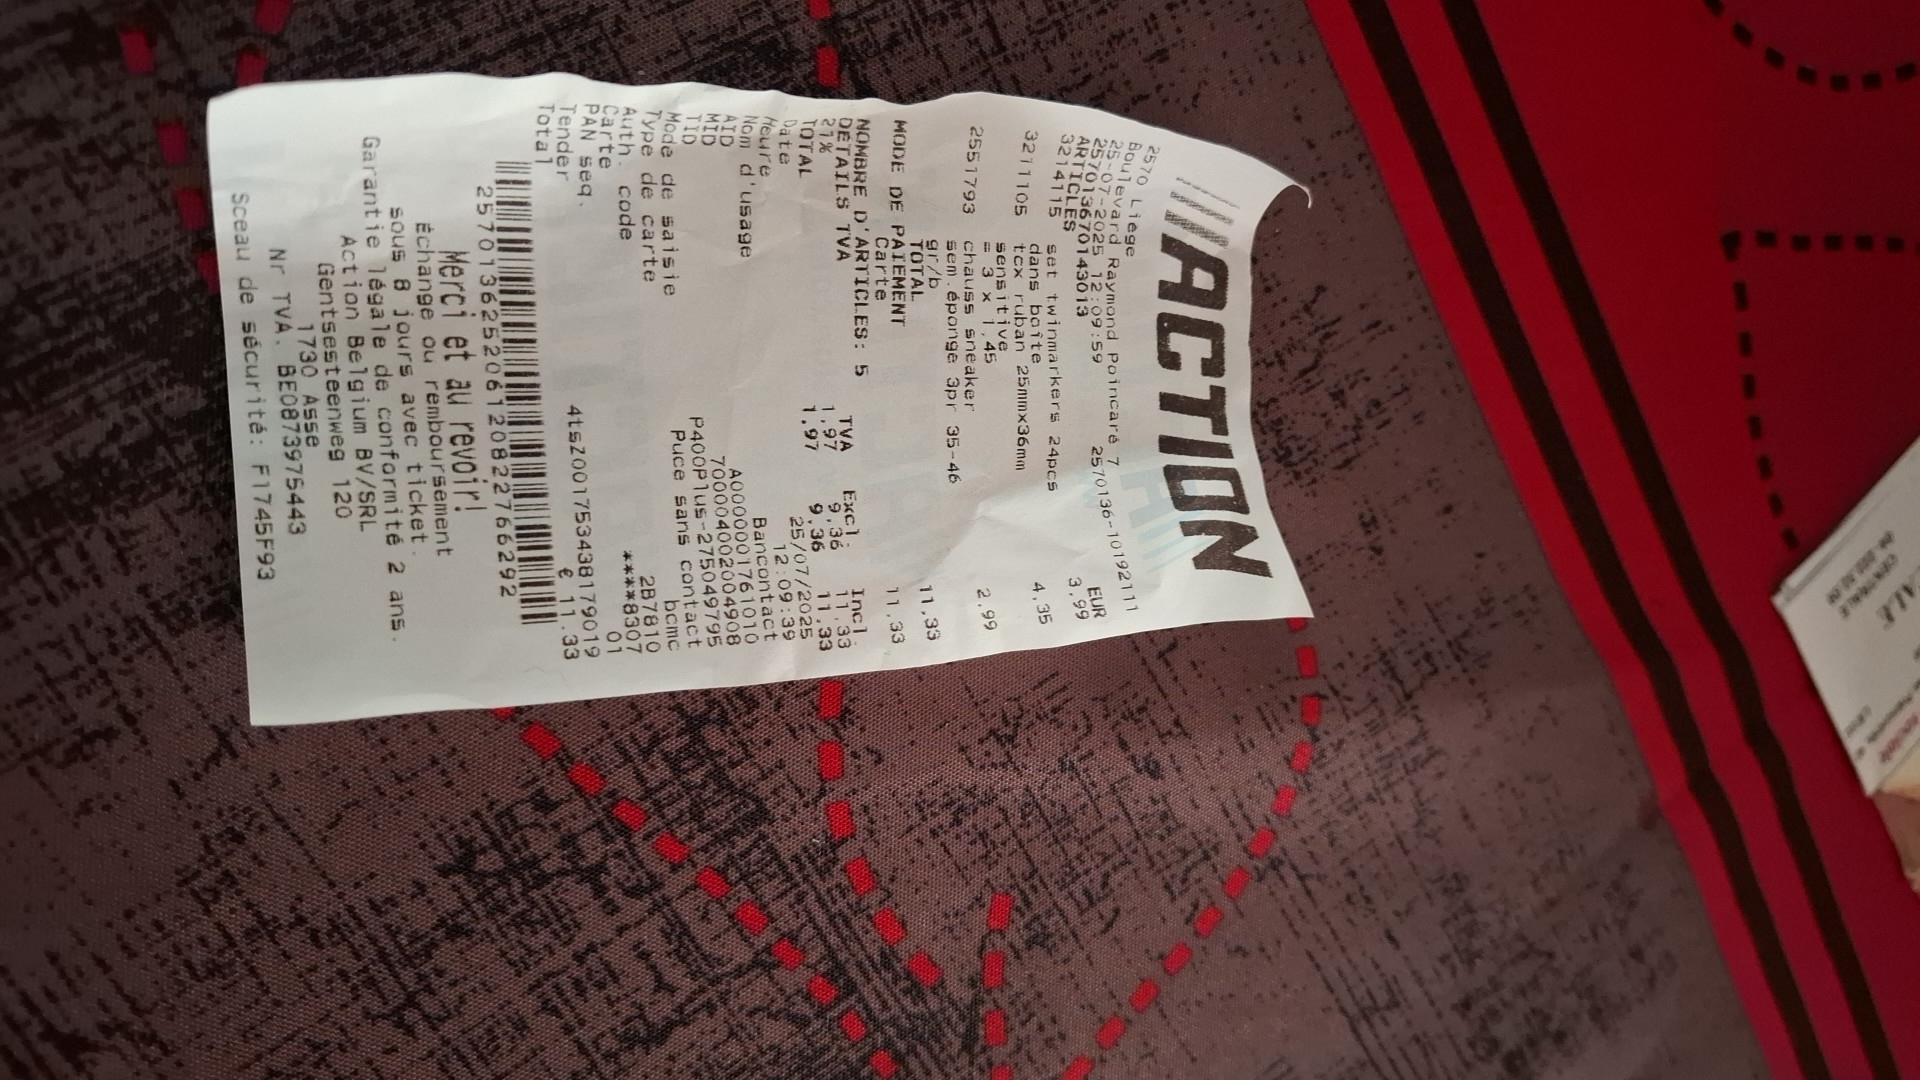 ACTION
2570 Liège
Boulevard Raymond Poincaré 7
25-07-2025 12:09:59 2570136-10192111
257013670143013
ARTICLES EUR
3214115 set twinmarkers 24pcs 3,99
dans boîte
3211105 tcx ruban 25mmx36mm 4,35
sensitive
= 3 x 1,45
2551793 chauss sneaker 2,99
sem.éponge 3pr 35-46
gr/b
TOTAL 11,33
MODE DE PAIEMENT
Carte 11,33
NOMBRE D'ARTICLES: 5
DÉTAILS TVA TVA Excl. Incl.
21% 1,97 9,36 11,33
TOTAL 1,97 9,36 11,33
Date 25/07/2025
Heure 12:09:39
Nom d'usage Bancontact
AID A00000001761010
MID 700004002004908
TID P400Plus-275049795
Mode de saisie Puce sans contact
Type de carte bcmc
Auth. code 2B7810
Carte ****8307
PAN seq. 01
Tender 4tsZ001753438179019
Total € 11.33
257013625206120822766292
Merci et au revoir!
Échange ou remboursement
sous 8 jours avec ticket.
Garantie légale de conformité 2 ans.
Action Belgium BV/SRL
Gentsesteenweg 120
1730 Asse
Nr TVA. BE0873975443
Sceau de sécurité: F1745F93